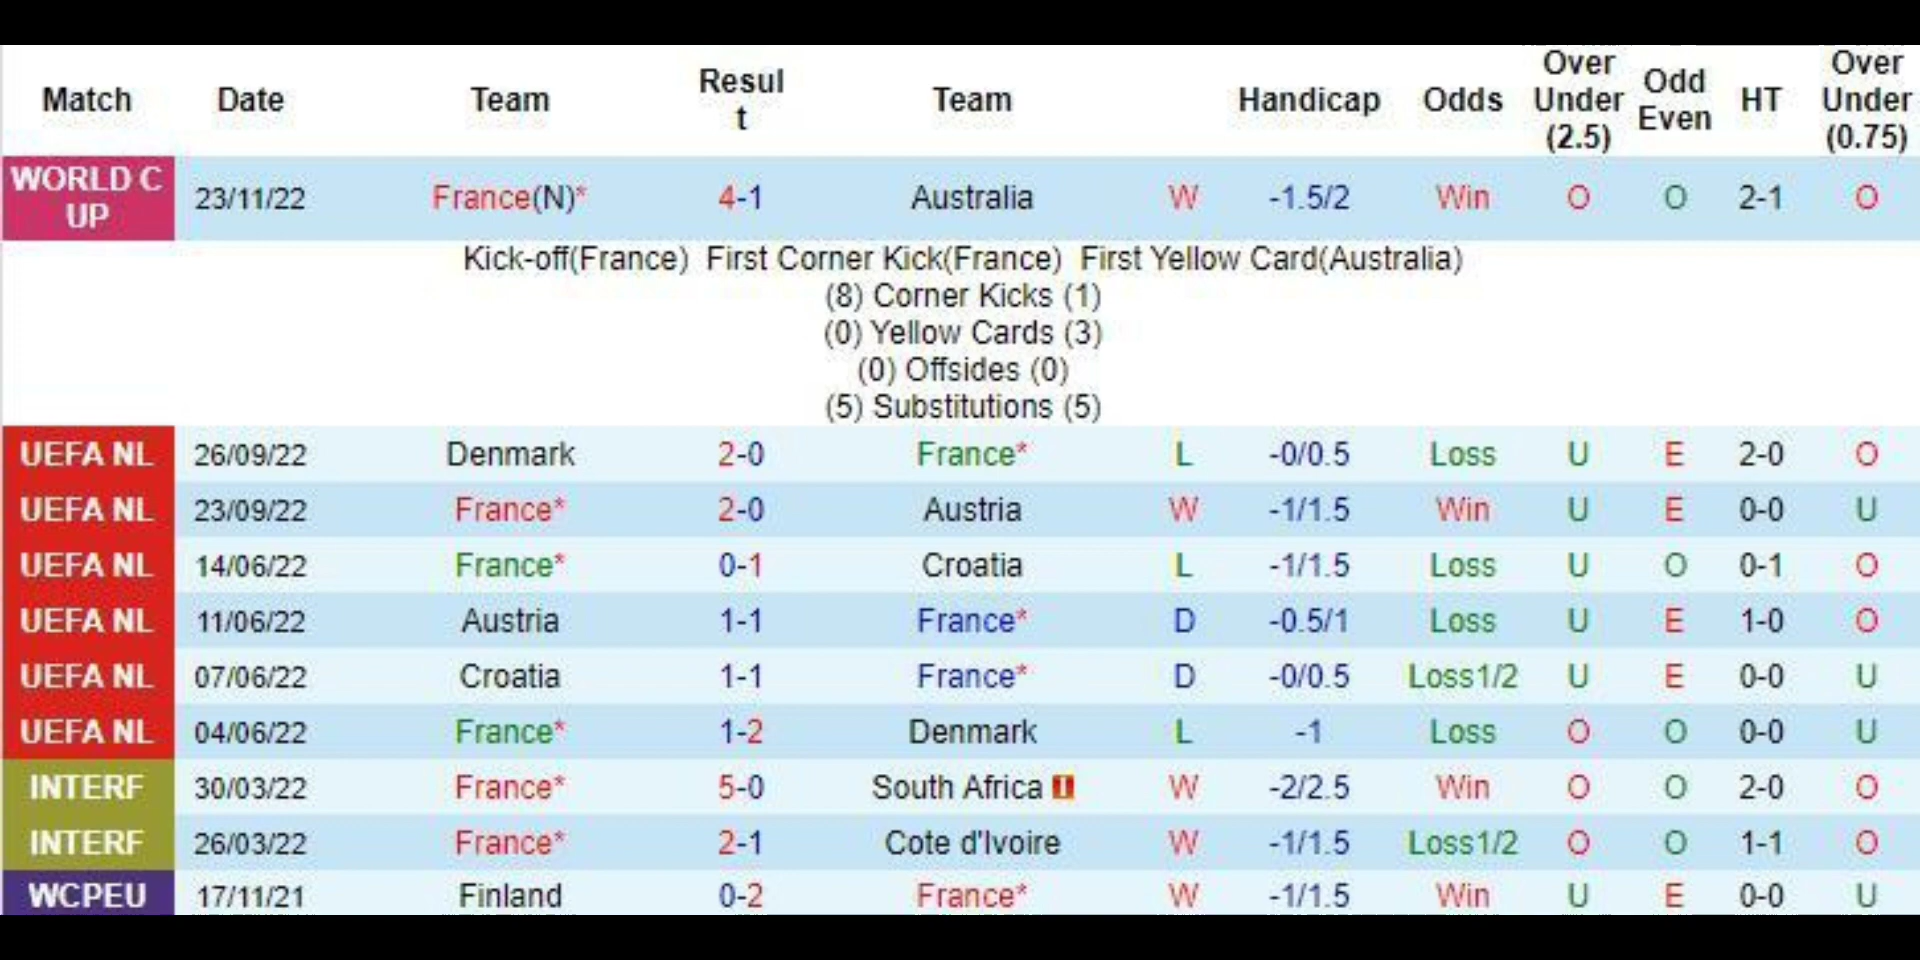 Match Date Team Resul t Team Handicap Odds Over Under (2.5) Odd Even HT Over Under (0.75)
WORLD C UP 23/11/22 France(N)* 4-1 Australia W -1.5/2 Win O O 2-1 O
Kick-off(France) First Corner Kick(France) First Yellow Card(Australia)
(8) Corner Kicks (1)
(0) Yellow Cards (3)
(0) Offsides (0)
(5) Substitutions (5)
UEFA NL 26/09/22 Denmark 2-0 France* L -0/0.5 Loss U E 2-0 O
UEFA NL 23/09/22 France* 2-0 Austria W -1/1.5 Win U E 0-0 U
UEFA NL 14/06/22 France* 0-1 Croatia L -1/1.5 Loss U O 0-1 O
UEFA NL 11/06/22 Austria 1-1 France* D -0.5/1 Loss U E 1-0 O
UEFA NL 07/06/22 Croatia 1-1 France* D -0/0.5 Loss1/2 U E 0-0 U
UEFA NL 04/06/22 France* 1-2 Denmark L -1 Loss O O 0-0 U
INTERF 30/03/22 France* 5-0 South Africa 1 W -2/2.5 Win O O 2-0 O
INTERF 26/03/22 France* 2-1 Cote d'Ivoire W -1/1.5 Loss1/2 O O 1-1 O
WCPEU 17/11/21 Finland 0-2 France* W -1/1.5 Win U E 0-0 U